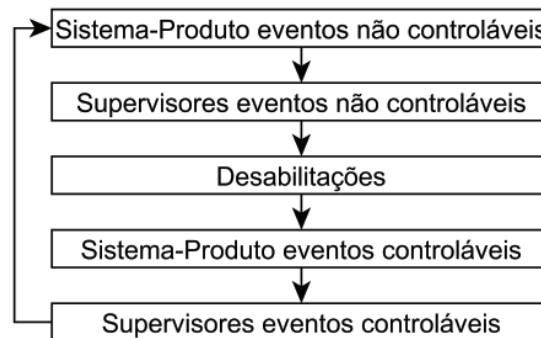 Sistema-Produto eventos não controláveis
Supervisores eventos não controláveis
Desabilitações
Sistema-Produto eventos controláveis
Supervisores eventos controláveis